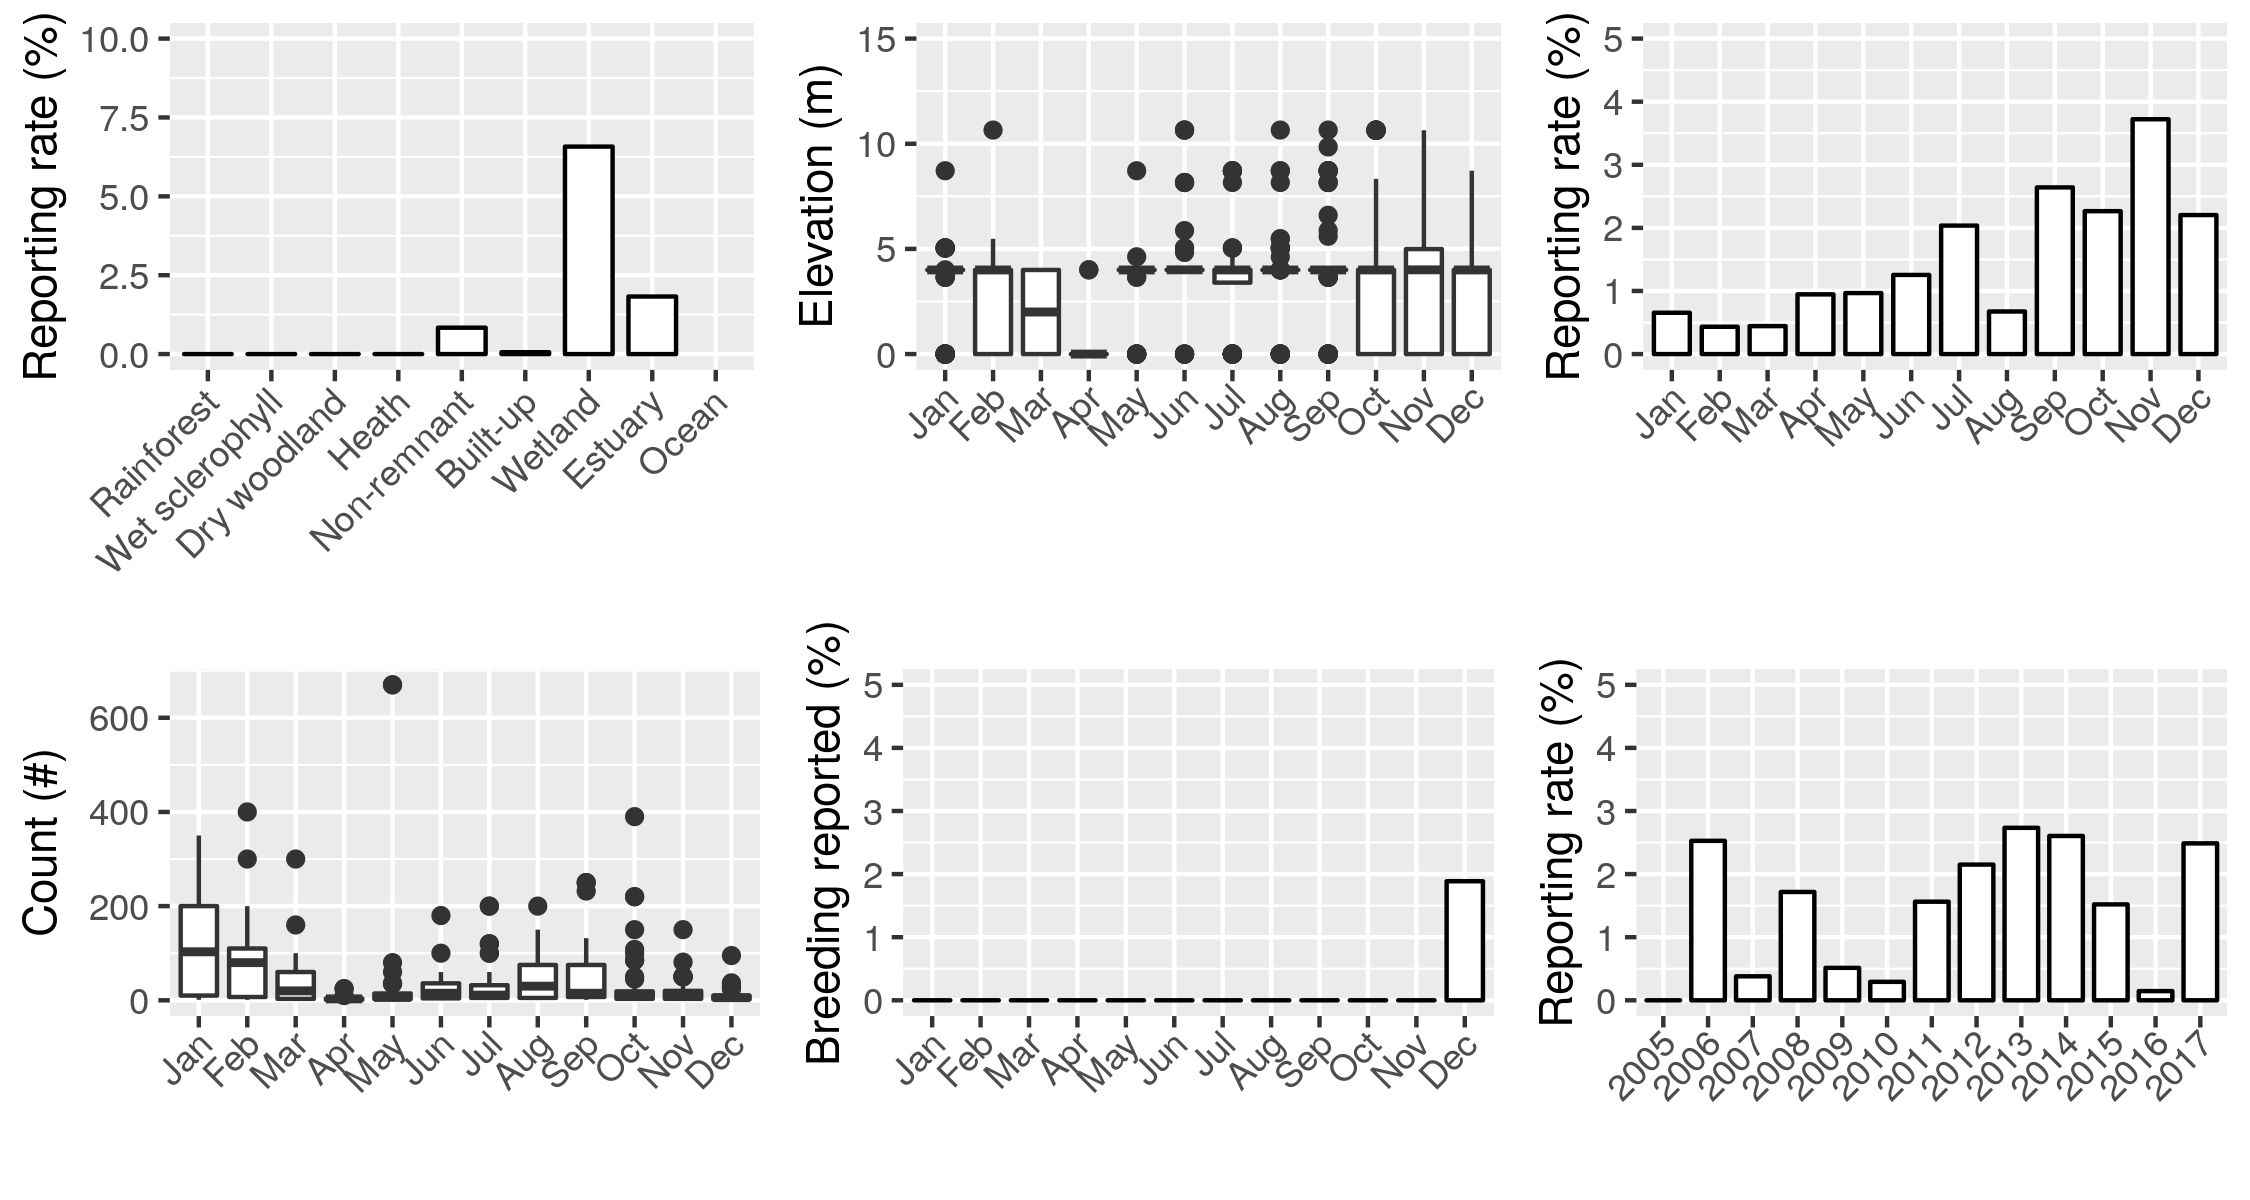 Reporting rate (%)
10.0
7.5
5.0
2.5
0.0
Rainforest
Wet sclerophyll
Dry woodland
Heath
Non-remnant
Built-up
Wetland
Estuary
Ocean
Elevation (m)
15
10
5
0
Jan Feb Mar Apr May Jun Jul Aug Sep Oct Nov Dec
Reporting rate (%)
5
4
3
2
1
0
Jan Feb Mar Apr May Jun Jul Aug Sep Oct Nov Dec
Count (#)
600
400
200
0
Jan Feb Mar Apr May Jun Jul Aug Sep Oct Nov Dec
Breeding reported (%)
5
4
3
2
1
0
Jan Feb Mar Apr May Jun Jul Aug Sep Oct Nov Dec
Reporting rate (%)
5
4
3
2
1
0
2005 2006 2007 2008 2009 2010 2011 2012 2013 2014 2015 2016 2017